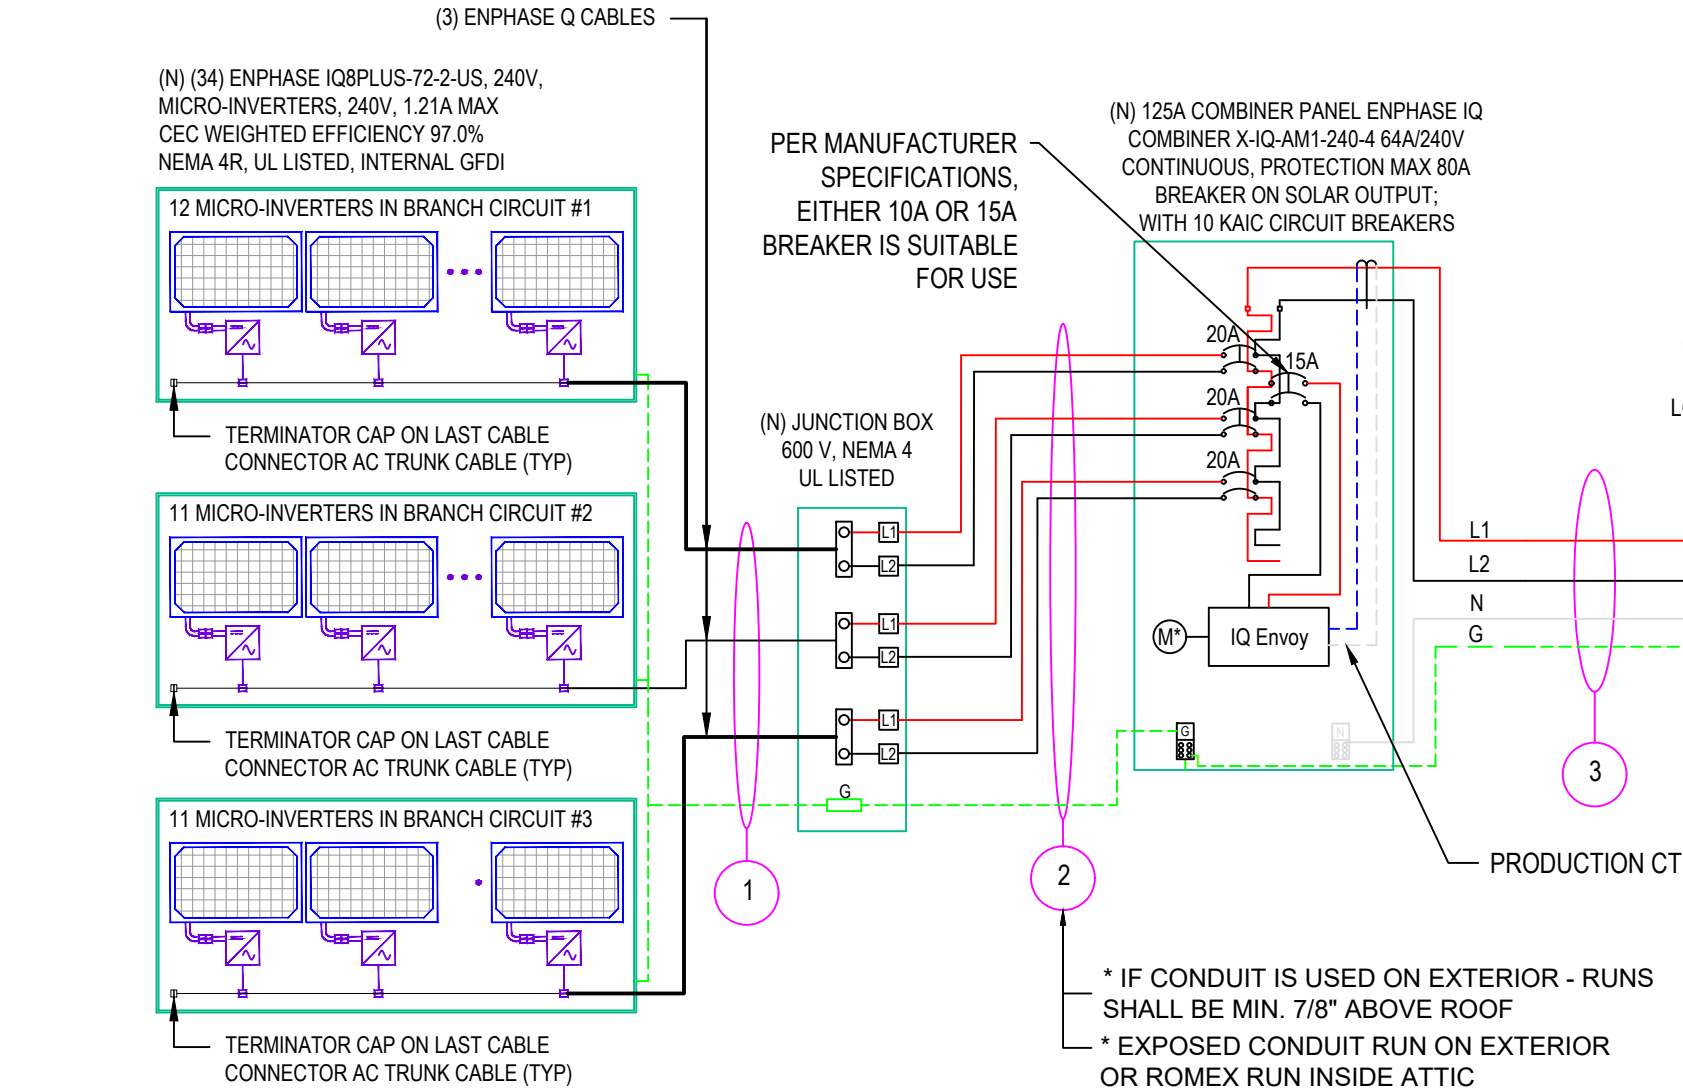 (3) ENPHASE Q CABLES
(N) (34) ENPHASE IQ8PLUS-72-2-US, 240V,
MICRO-INVERTERS, 240V, 1.21A MAX
CEC WEIGHTED EFFICIENCY 97.0%
NEMA 4R, UL LISTED, INTERNAL GFDI
12 MICRO-INVERTERS IN BRANCH CIRCUIT #1
TERMINATOR CAP ON LAST CABLE
CONNECTOR AC TRUNK CABLE (TYP)
11 MICRO-INVERTERS IN BRANCH CIRCUIT #2
TERMINATOR CAP ON LAST CABLE
CONNECTOR AC TRUNK CABLE (TYP)
11 MICRO-INVERTERS IN BRANCH CIRCUIT #3
TERMINATOR CAP ON LAST CABLE
CONNECTOR AC TRUNK CABLE (TYP)
1
(N) JUNCTION BOX
600 V, NEMA 4
UL LISTED
L1
L2
L1
L2
L1
L2
G
PER MANUFACTURER
SPECIFICATIONS,
EITHER 10A OR 15A
BREAKER IS SUITABLE
FOR USE
2
* IF CONDUIT IS USED ON EXTERIOR - RUNS
SHALL BE MIN. 7/8" ABOVE ROOF
* EXPOSED CONDUIT RUN ON EXTERIOR
OR ROMEX RUN INSIDE ATTIC
(N) 125A COMBINER PANEL ENPHASE IQ
COMBINER X-IQ-AM1-240-4 64A/240V
CONTINUOUS, PROTECTION MAX 80A
BREAKER ON SOLAR OUTPUT;
WITH 10 KAIC CIRCUIT BREAKERS
20A
15A
20A
20A
M*
IQ Envoy
G
N
PRODUCTION CT
L1
L2
N
G
3